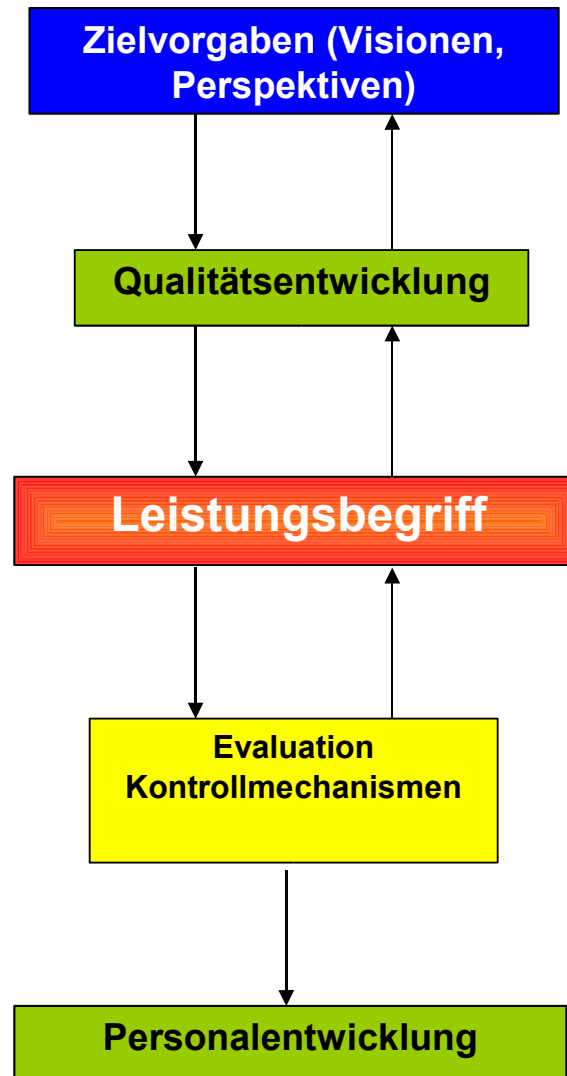 Zielvorgaben (Visionen,
Perspektiven)
Qualitätsentwicklung
Leistungsbegriff
Evaluation
Kontrollmechanismen
Personalentwicklung